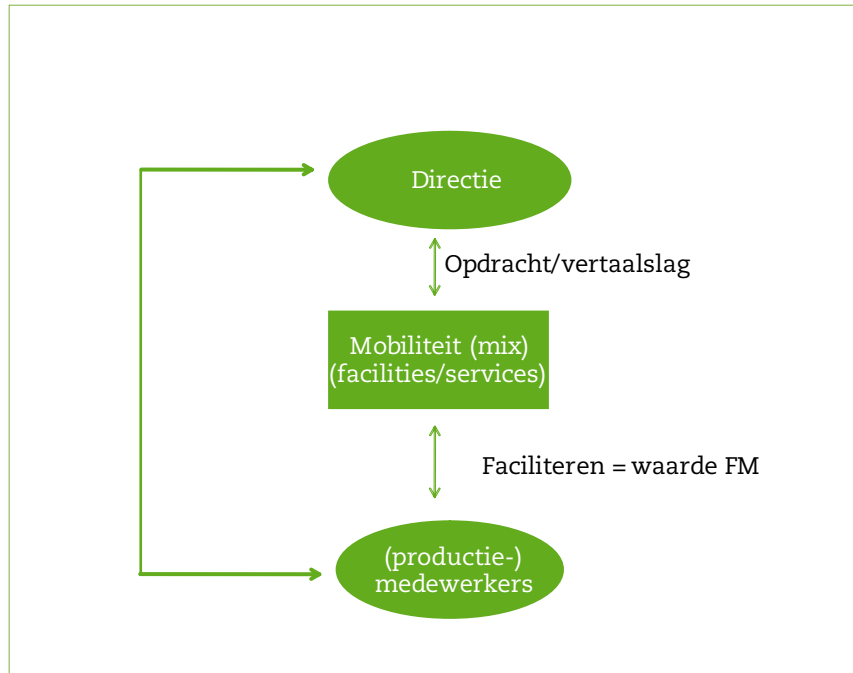 Directie
Opdracht/vertaalslag
Mobiliteit (mix)
(facilities/services)
Faciliteren = waarde FM
(productie-)
medewerkers